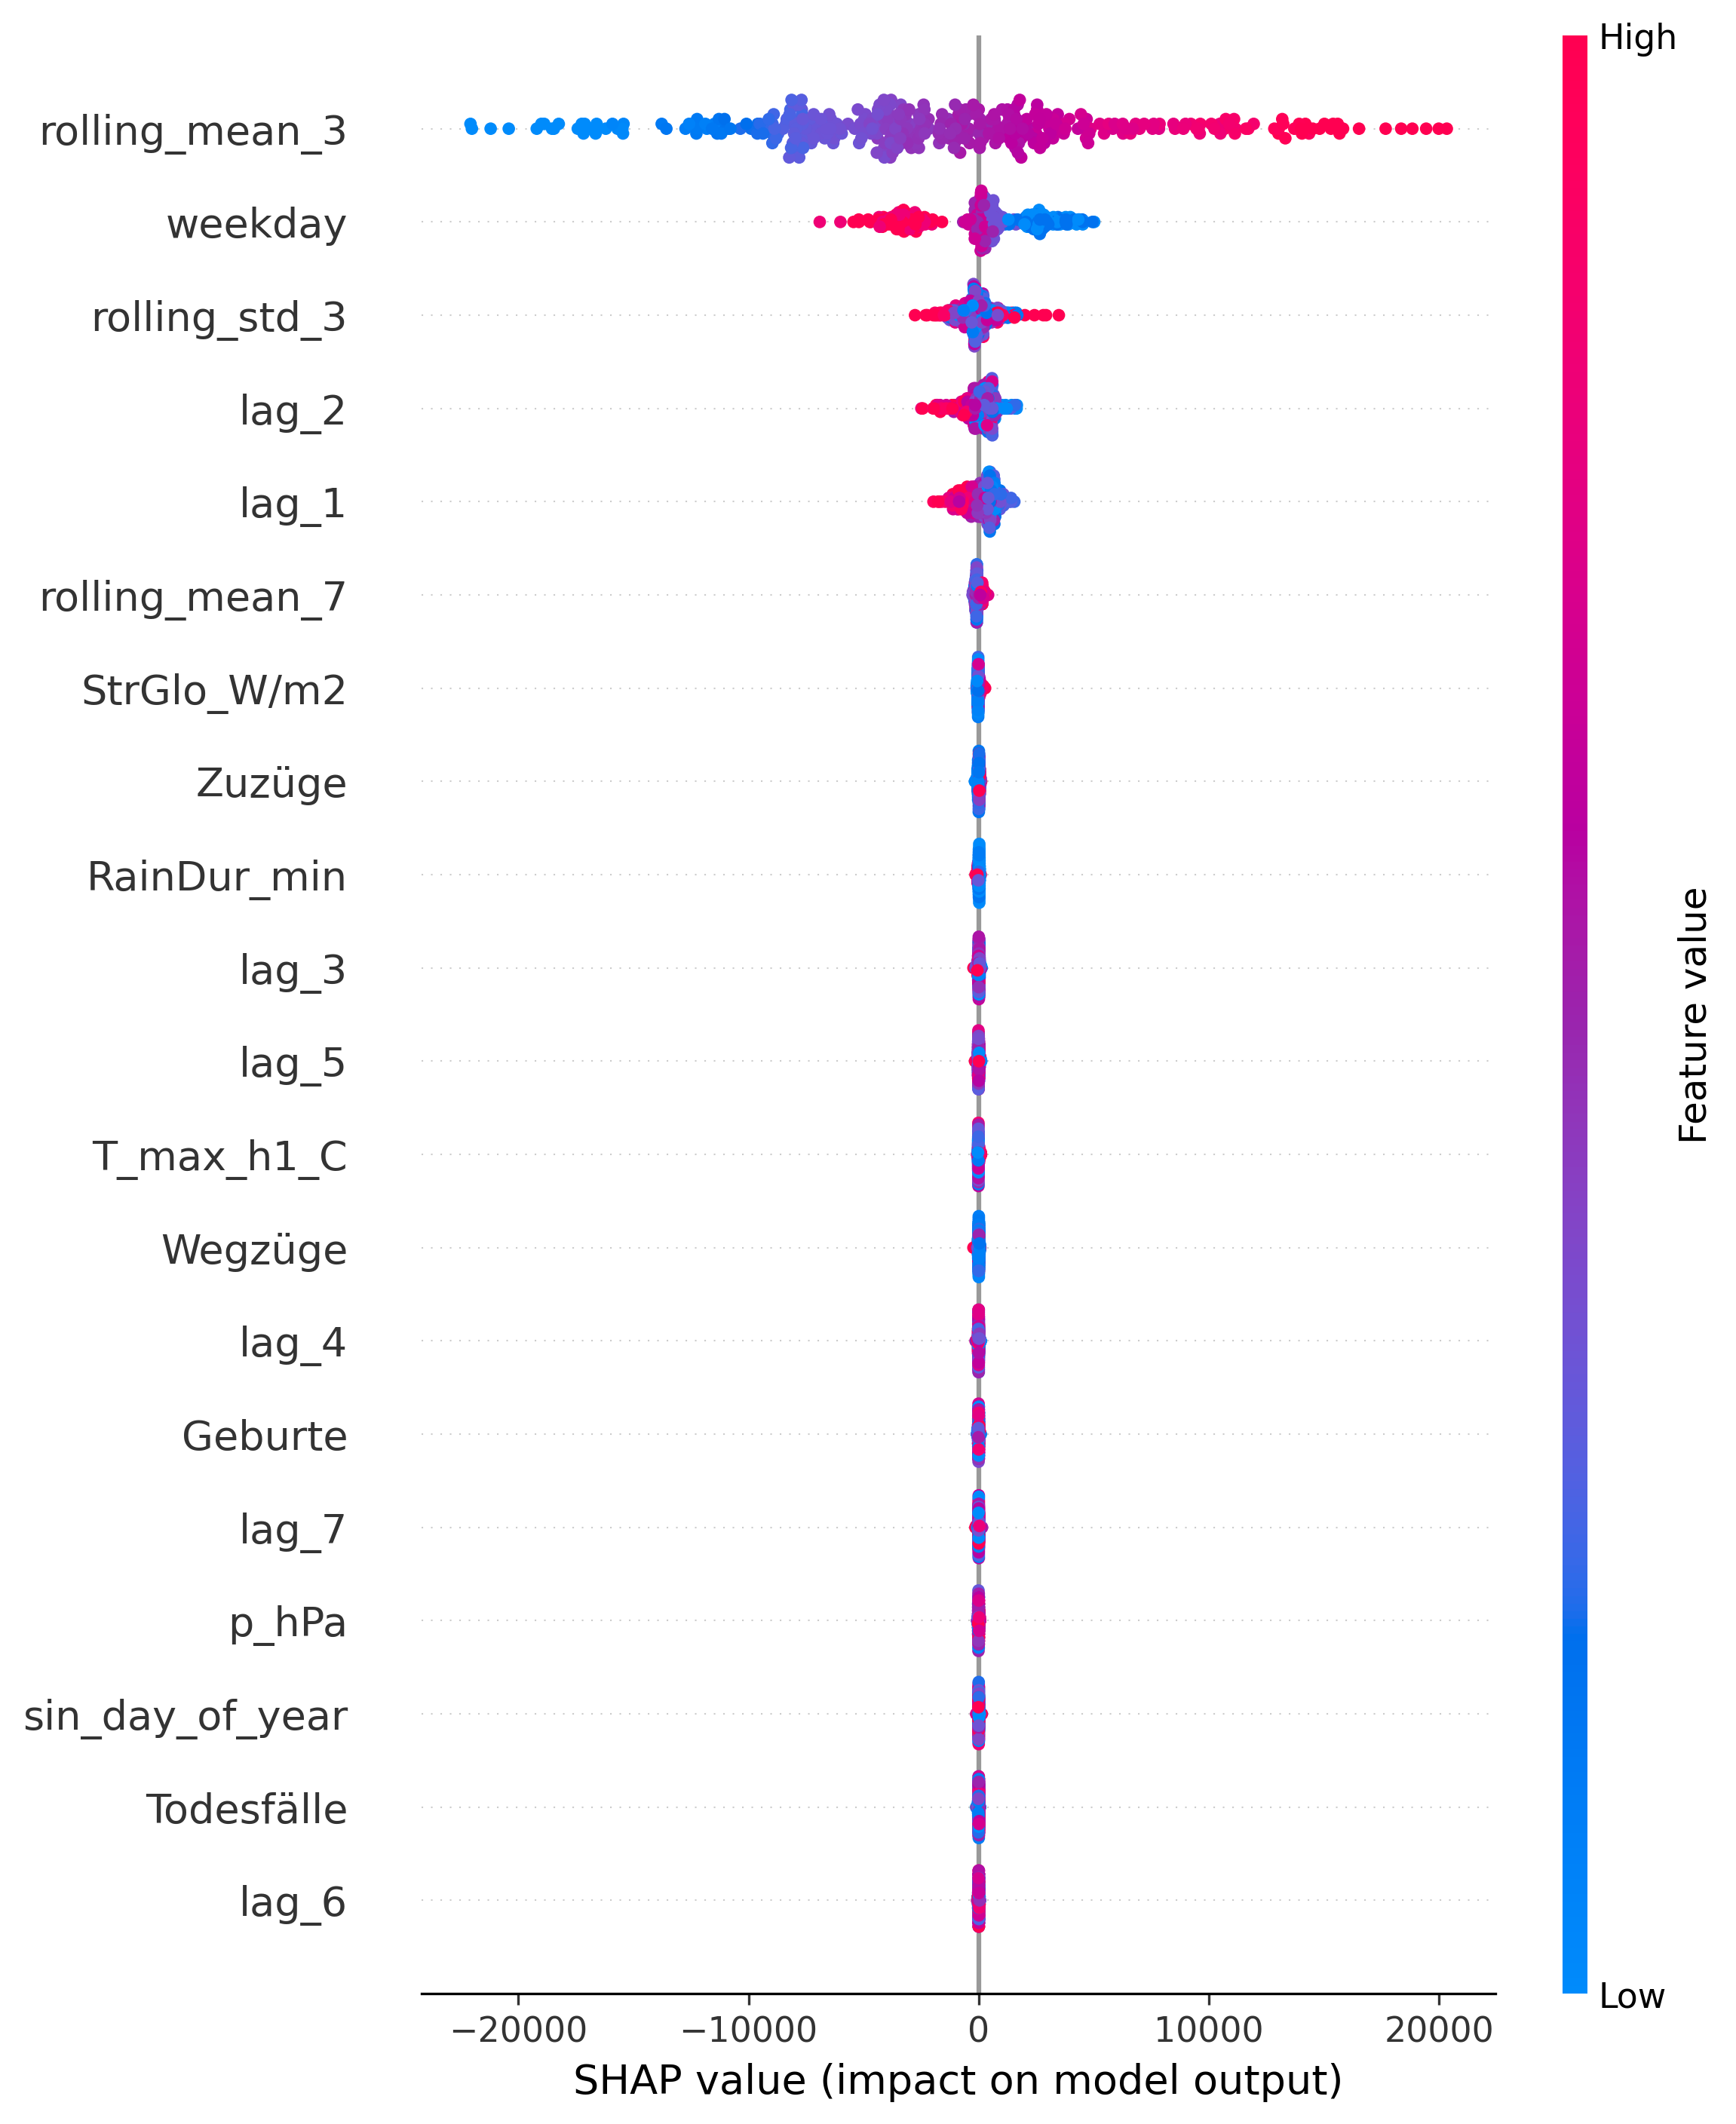 High
rolling_mean_3
weekday
rolling_std_3
lag_2
lag_1
rolling_mean_7
StrGlo_W/m2
Zuzüge
RainDur_min
lag_3
lag_5
T_max_h1_C
Wegzüge
lag_4
Geburte
lag_7
p_hPa
sin_day_of_year
Todesfälle
lag_6
Feature value
Low
−20000 −10000 0 10000 20000
SHAP value (impact on model output)